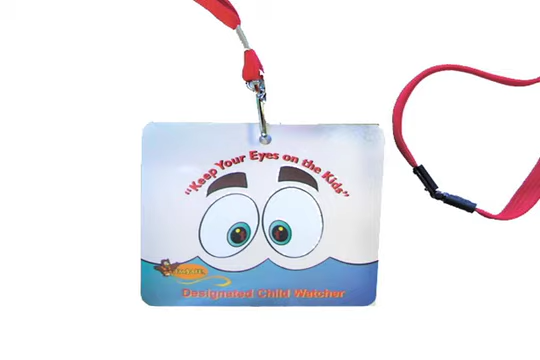 "Keep Your Eyes on the Kids"
Designated Child Watcher